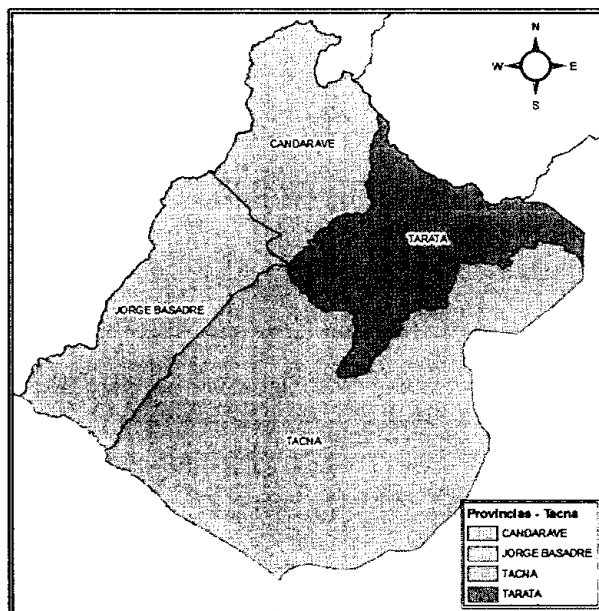 N
W E
S
CANDARAVE
TARATA
JORGE BASADRE
TACNA
Provincias - Tacna
CANDARAVE
JORGE BASADRE
TACNA
TARATA